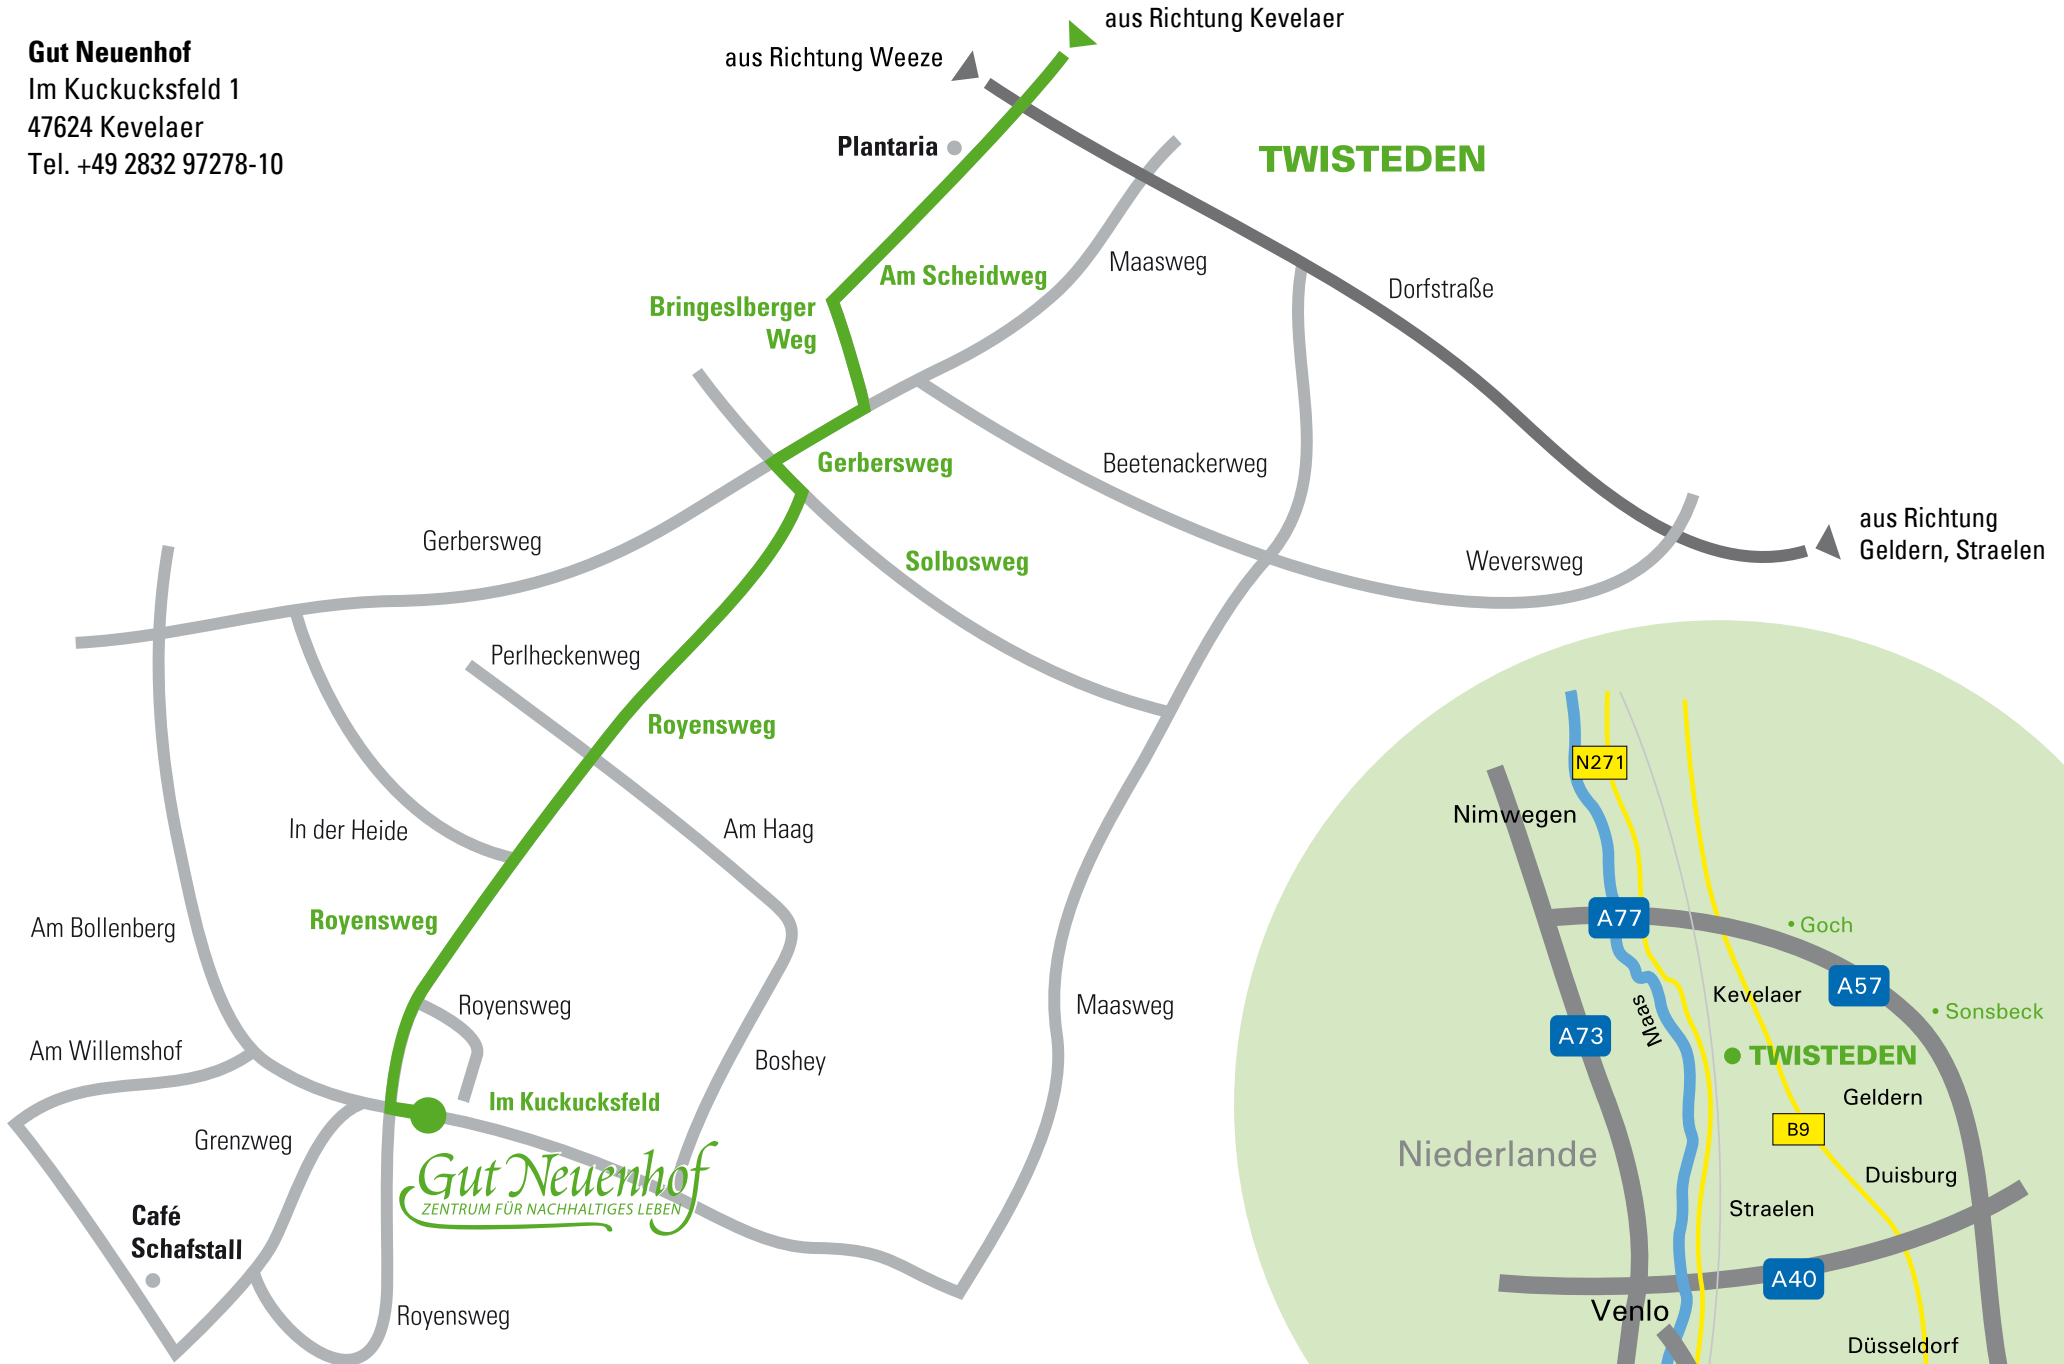 Gut Neuenhof
Im Kuckucksfeld 1
47624 Kevelaer
Tel. +49 2832 97278-10
aus Richtung Kevelaer
aus Richtung Weeze
Plantaria
TWISTEDEN
Am Scheidweg
Maasweg
Dorfstraße
Bringeslberger
Weg
Gerbersweg
Beetenackerweg
aus Richtung
Geldern, Straelen
Gerbersweg
Solbosweg
Weversweg
Perlheckenweg
Royensweg
In der Heide
Am Haag
Royensweg
Am Bollenberg
Royensweg
Maasweg
Am Willemshof
Boshey
Im Kuckucksfeld
Grenzweg
Gut Neuenhof
ZENTRUM FÜR NACHHALTIGES LEBEN
Café
Schafstall
Royensweg
N271
Nimwegen
A77
• Goch
A57
Kevelaer
• Sonsbeck
Maas
A73
TWISTEDEN
Geldern
B9
Niederlande
Duisburg
Straelen
A40
Venlo
Düsseldorf